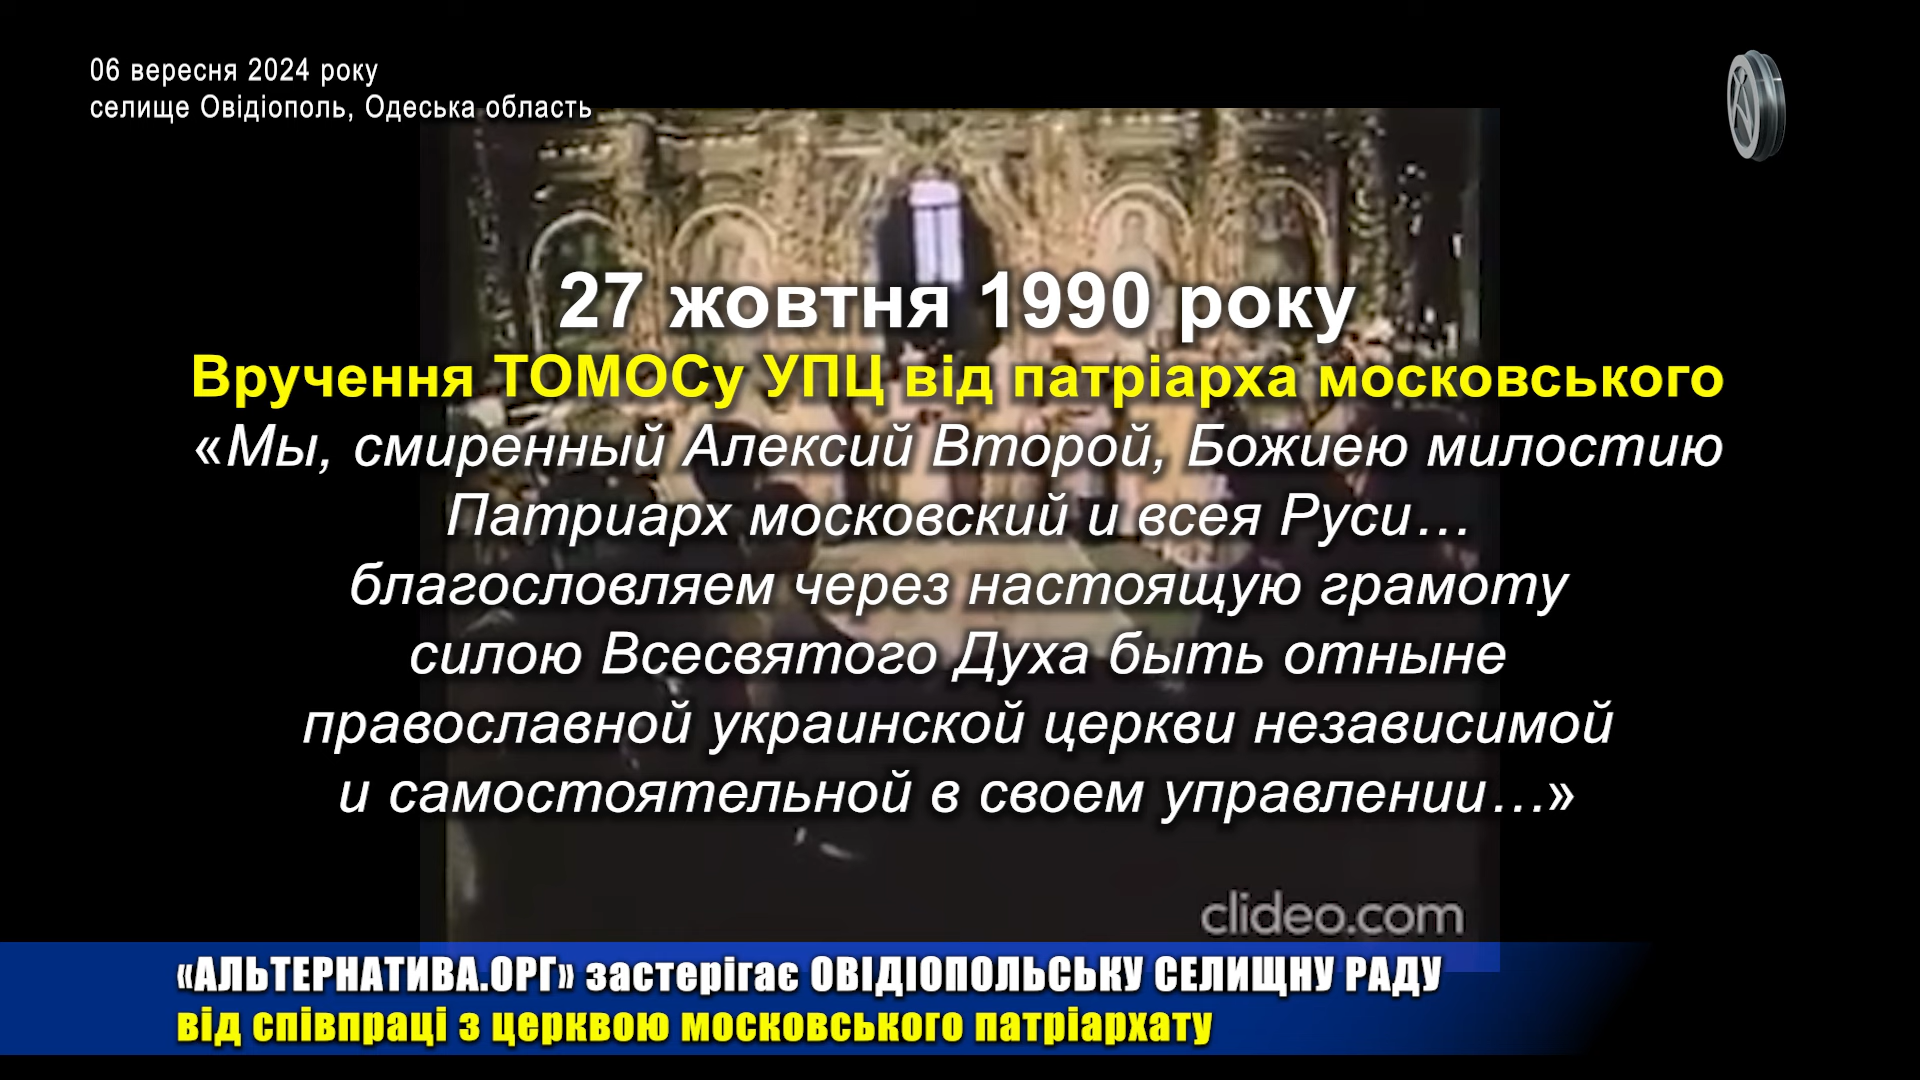 06 вересня 2024 року
селище Овідіополь, Одеська область
27 жовтня 1990 року
Вручення ТОМОСу УПЦ від патріарха московського
«Мы, смиренный Алексий Второй, Божиею милостию
Патриарх московский и всея Руси…
благословляем через настоящую грамоту
силою Всесвятого Духа быть отныне
православной украинской церкви независимой
и самостоятельной в своем управлении…»
clideo.com
«АЛЬТЕРНАТИВА.ОРГ» застерігає ОВІДІОПОЛЬСЬКУ СЕЛИЩНУ РАДУ
від співпраці з церквою московського патріархату